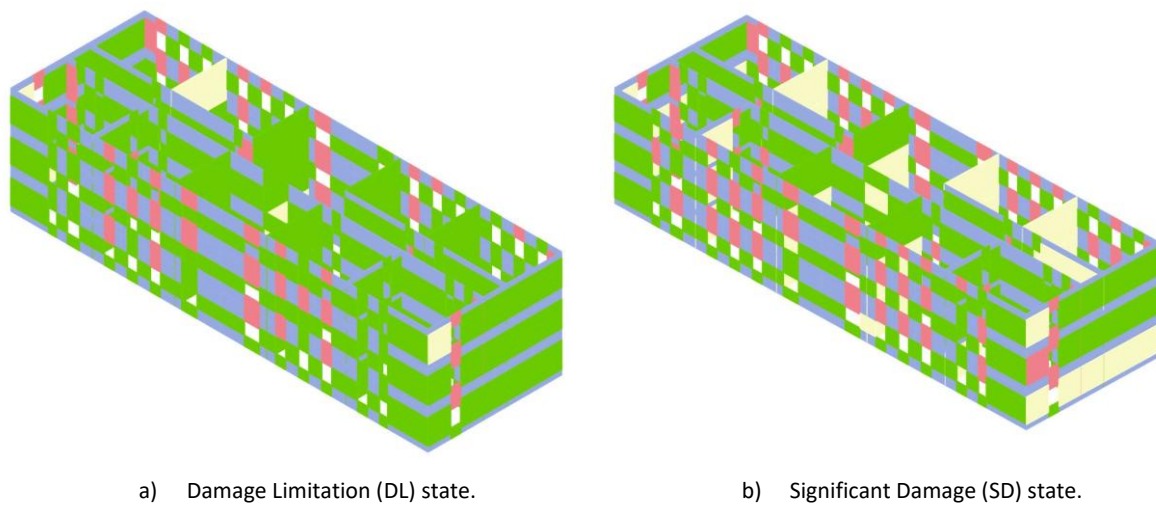 a) Damage Limitation (DL) state.
b) Significant Damage (SD) state.